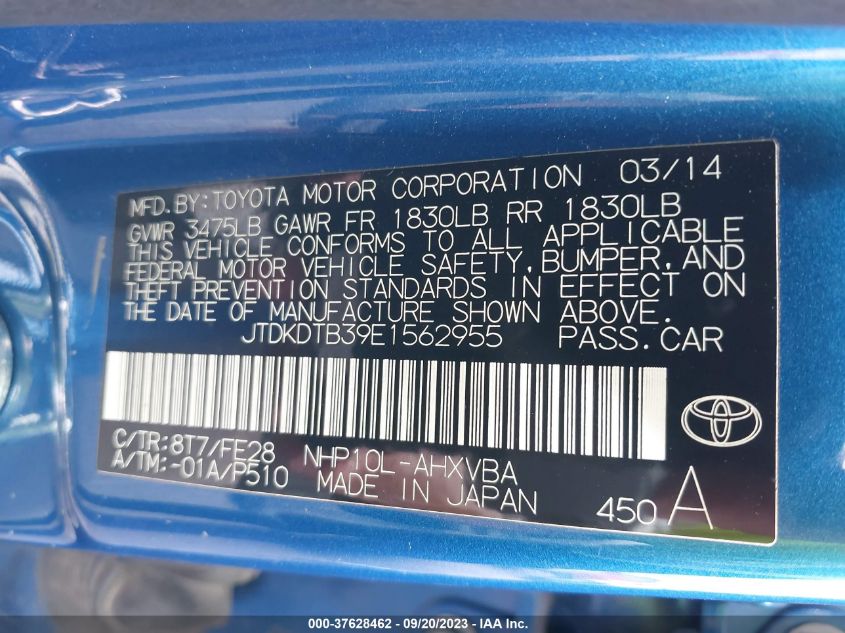 MFD.BY:TOYOTA MOTOR CORPORATION 03/14
GVWR 3475LB GAWR FR 1830LB RR 1830LB
THIS VEHICLE CONFORMS TO ALL APPLICABLE
FEDERAL MOTOR VEHICLE SAFETY,BUMPER,AND
THEFT PREVENTION STANDARDS IN EFFECT ON
THE DATE OF MANUFACTURE SHOWN ABOVE.
JTDKDTB39E1562955 PASS.CAR
C/TR:8T7/FE28 NHP10L-AHXVBA
A/TM:-01A/P510 MADE IN JAPAN
450 A
000-37628462 - 09/20/2023 - IAA Inc.